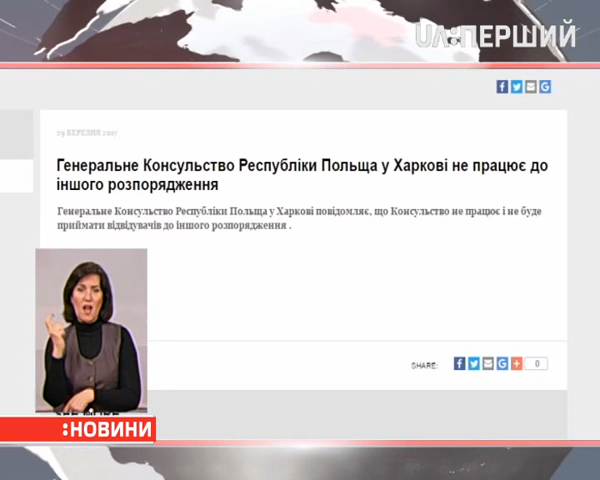 UA:ПЕРШИЙ
29 БЕРЕЗНЯ 2017
Генеральне Консульство Республіки Польща у Харкові не працює до
іншого розпорядження
Генеральне Консульство Республіки Польща у Харкові повідомляє, що Консульство не працює і не буде
приймати відвідувачів до іншого розпорядження .
SHARE:
0
:НОВИНИ